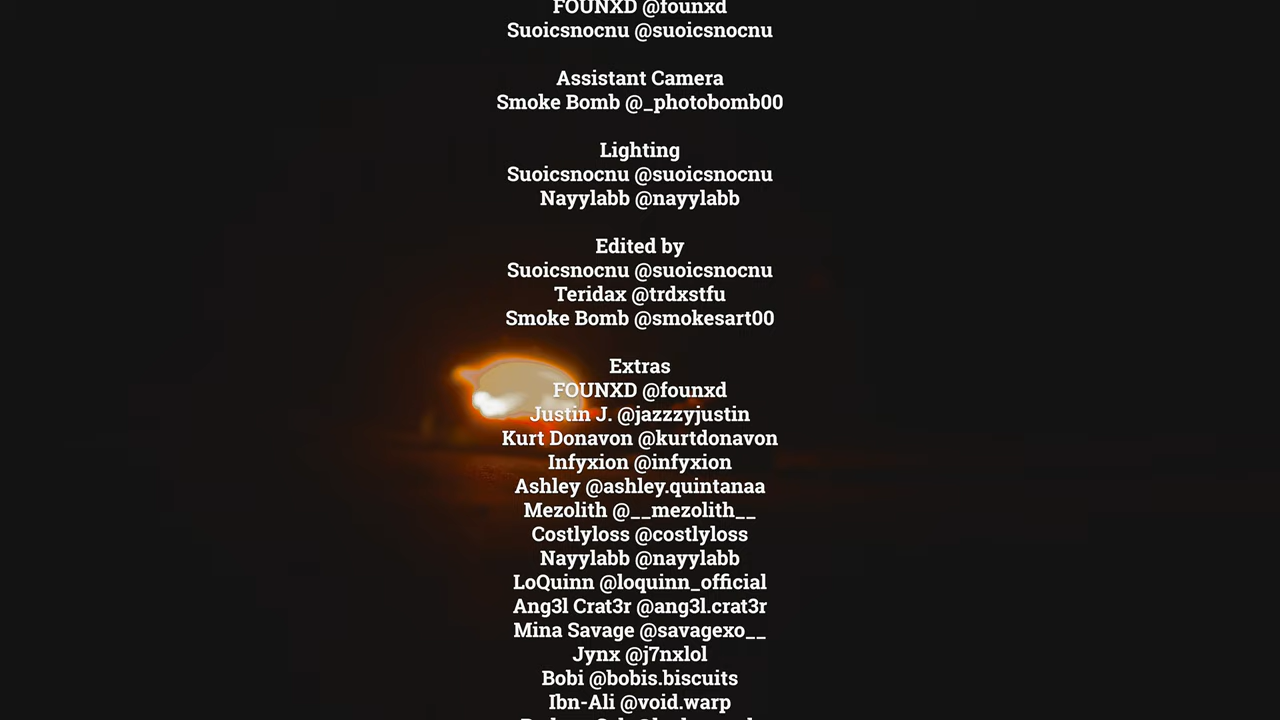 FOUNXD @founxd
Suoicsnocnu @suoicsnocnu
Assistant Camera
Smoke Bomb @_photobomb00
Lighting
Suoicsnocnu @suoicsnocnu
Nayylabb @nayylabb
Edited by
Suoicsnocnu @suoicsnocnu
Teridax @trdxstfu
Smoke Bomb @smokesart00
Extras
FOUNXD @founxd
Justin J. @jazzzyjustin
Kurt Donavon @kurtdonavon
Infyxion @infyxion
Ashley @ashley.quintanaa
Mezolith @__mezolith__
Costlyloss @costlyloss
Nayylabb @nayylabb
LoQuinn @loquinn_official
Ang3l Crat3r @ang3l.crat3r
Mina Savage @savagexo__
Jynx @j7nxlol
Bobi @bobis.biscuits
Ibn-Ali @void.warp